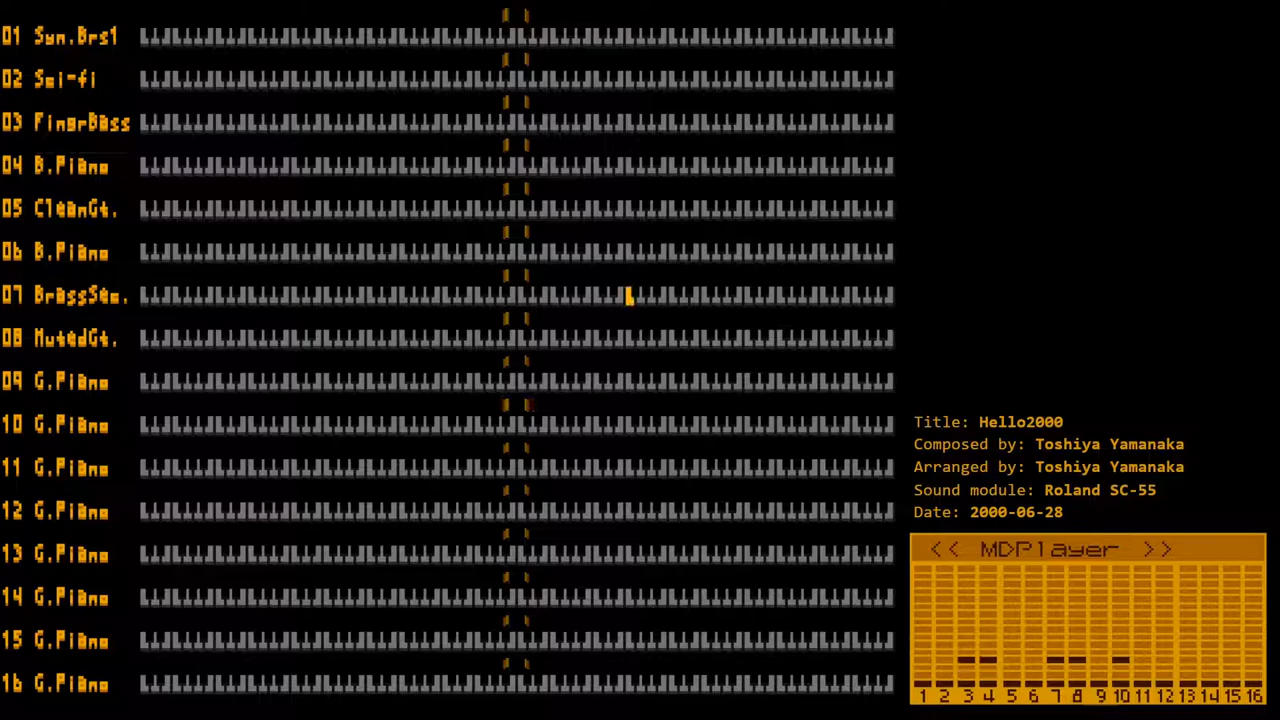 01 Syn.Brs1
02 Sci-fi
03 FingrBass
04 B.Piano
05 CleanGt.
06 B.Piano
07 BrassSec.
08 MutedGt.
09 G.Piano
10 G.Piano
11 G.Piano
12 G.Piano
13 G.Piano
14 G.Piano
15 G.Piano
16 G.Piano
Title: Hello2000
Composed by: Toshiya Yamanaka
Arranged by: Toshiya Yamanaka
Sound module: Roland SC-55
Date: 2000-06-28
<< MDPlayer >>
1 2 3 4 5 6 7 8 9 10 11 12 13 14 15 16